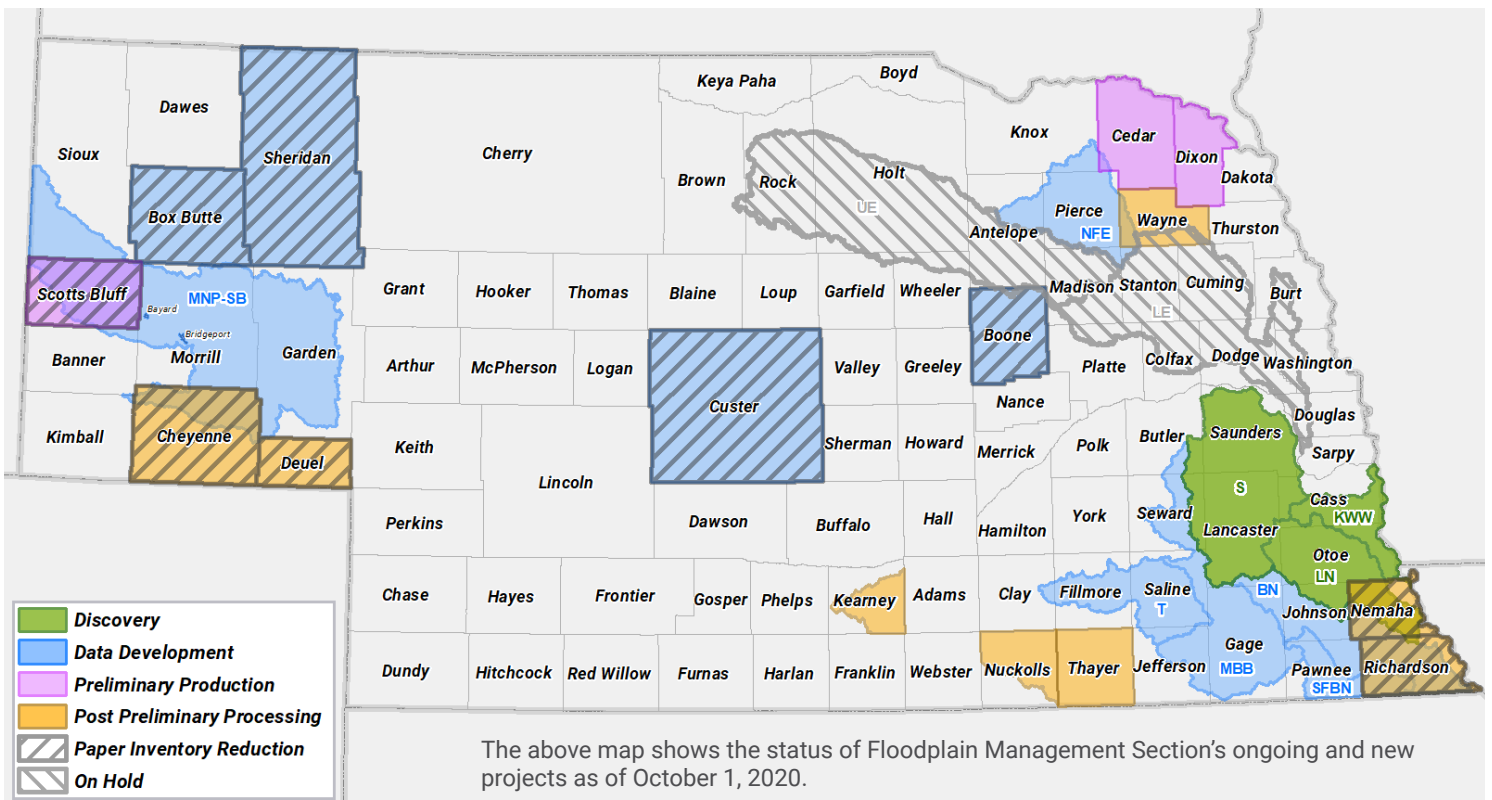 Keya Paha
Boyd
Dawes
Knox
Cedar
Sioux
Sheridan
Cherry
Dixon
Brown
Rock
Holt
Dakota
Box Butte
UE
Pierce
Wayne
Antelope
NFE
Thurston
Scotts Bluff
MNP-SB
Bayard
Grant
Hooker
Thomas
Blaine
Loup
Garfield
Wheeler
Madison
Stanton
Cuming
Burt
LE
Bridgeport
Boone
Banner
Morrill
Garden
Arthur
McPherson
Logan
Valley
Greeley
Platte
Colfax
Dodge
Washington
Custer
Nance
Kimball
Cheyenne
Deuel
Keith
Sherman
Howard
Merrick
Polk
Butler
Saunders
Douglas
Sarpy
Lincoln
S
Cass
KWW
Perkins
Dawson
Buffalo
Hall
Hamilton
York
Seward
Lancaster
Otoe
LN
Chase
Hayes
Frontier
Gosper
Phelps
Kearney
Adams
Clay
Fillmore
Saline
T
BN
Johnson
Nemaha
Dundy
Hitchcock
Red Willow
Furnas
Harlan
Franklin
Webster
Nuckolls
Thayer
Jefferson
Gage
MBB
Pawnee
SFBN
Richardson
Discovery
Data Development
Preliminary Production
Post Preliminary Processing
Paper Inventory Reduction
On Hold
The above map shows the status of Floodplain Management Section's ongoing and new
projects as of October 1, 2020.